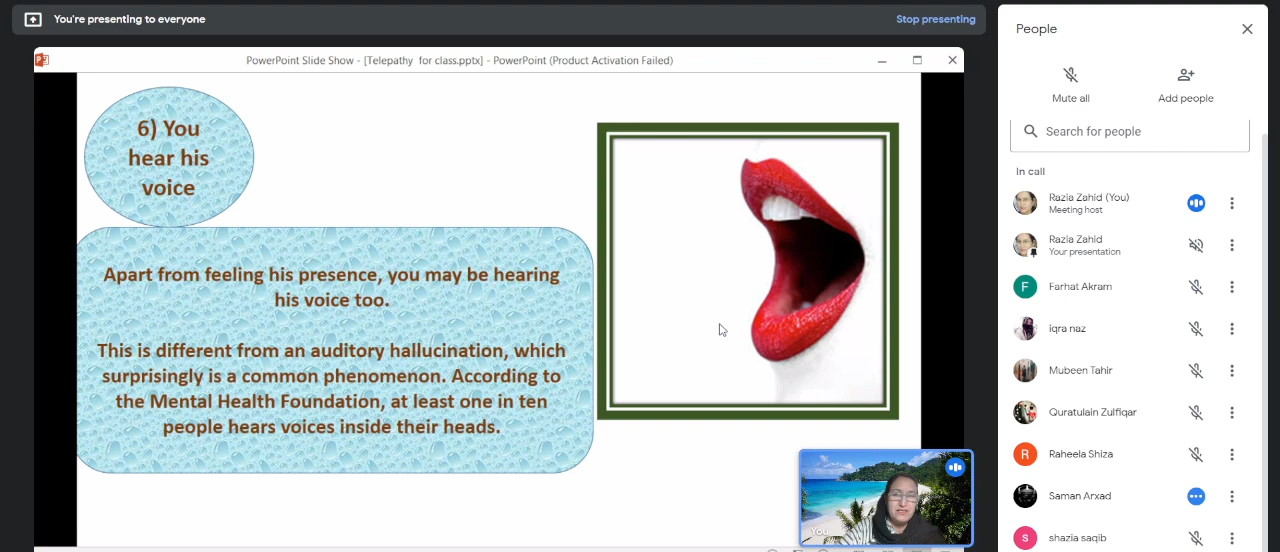 You're presenting to everyone
Stop presenting
PowerPoint Slide Show - [Telepathy  for class.pptx] - PowerPoint (Product Activation Failed)
6) You
hear his
voice
Apart from feeling his presence, you may be hearing
his voice too.
This is different from an auditory hallucination, which
surprisingly is a common phenomenon. According to
the Mental Health Foundation, at least one in ten
people hears voices inside their heads.
You
People
Mute all
Add people
Search for people
In call
Razia Zahid (You)
Meeting host
Razia Zahid
Your presentation
F
Farhat Akram
iqra naz
Mubeen Tahir
Quratulain Zulfiqar
R
Raheela Shiza
Saman Arxad
s
shazia saqib